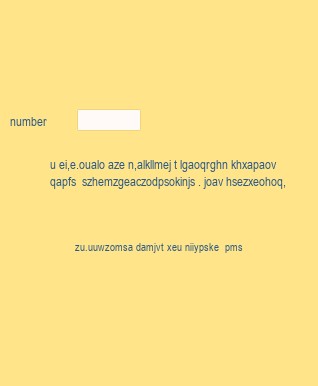 number
u ei,e.oualo aze n,alkllmej t lgaoqrghn khxapaov
qapfs szhemzgeaczodpsokinjs . joav hsezxeohoq,
zu.uuwzomsa damjvt xeu niiypske pms